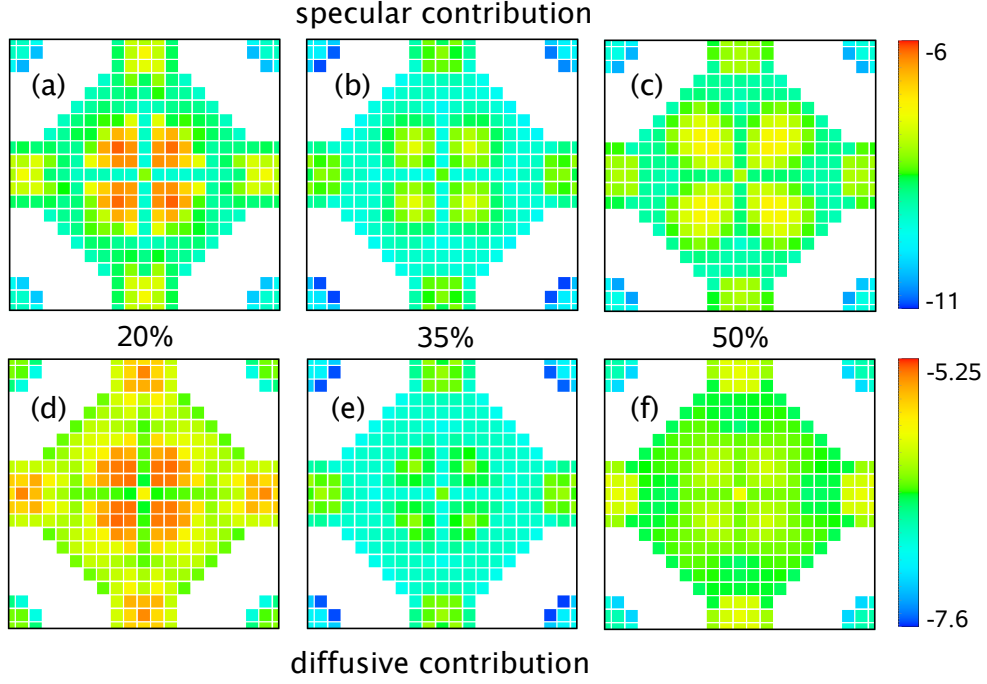 specular contribution
(a) (b) (c) -6
-11
20% 35% 50%
(d) (e) (f) -5.25
-7.6
diffusive contribution